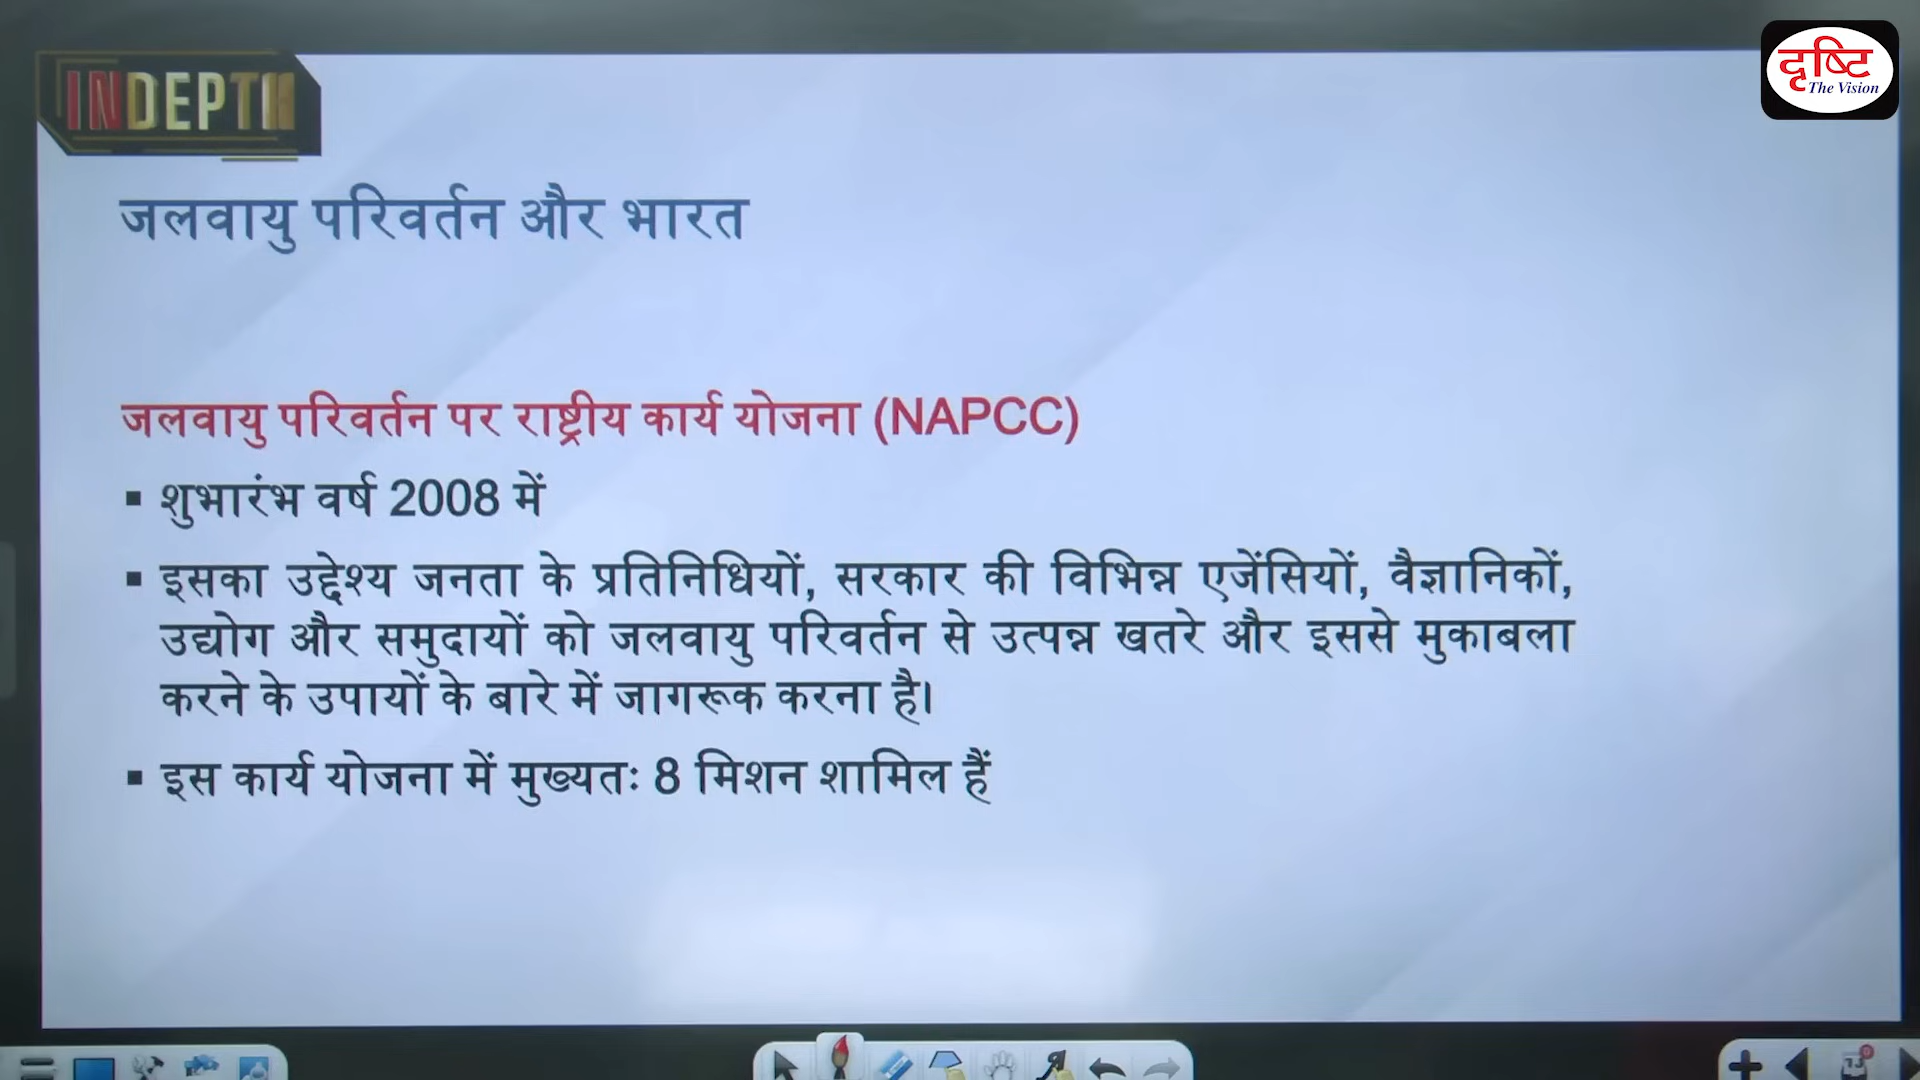 INDEPTH
दृष्टि
The Vision
जलवायु परिवर्तन और भारत
जलवायु परिवर्तन पर राष्ट्रीय कार्य योजना (NAPCC)
▪ शुभारंभ वर्ष 2008 में
▪ इसका उद्देश्य जनता के प्रतिनिधियों, सरकार की विभिन्न एजेंसियों, वैज्ञानिकों,
उद्योग और समुदायों को जलवायु परिवर्तन से उत्पन्न खतरे और इससे मुकाबला
करने के उपायों के बारे में जागरूक करना है।
▪ इस कार्य योजना में मुख्यतः 8 मिशन शामिल हैं